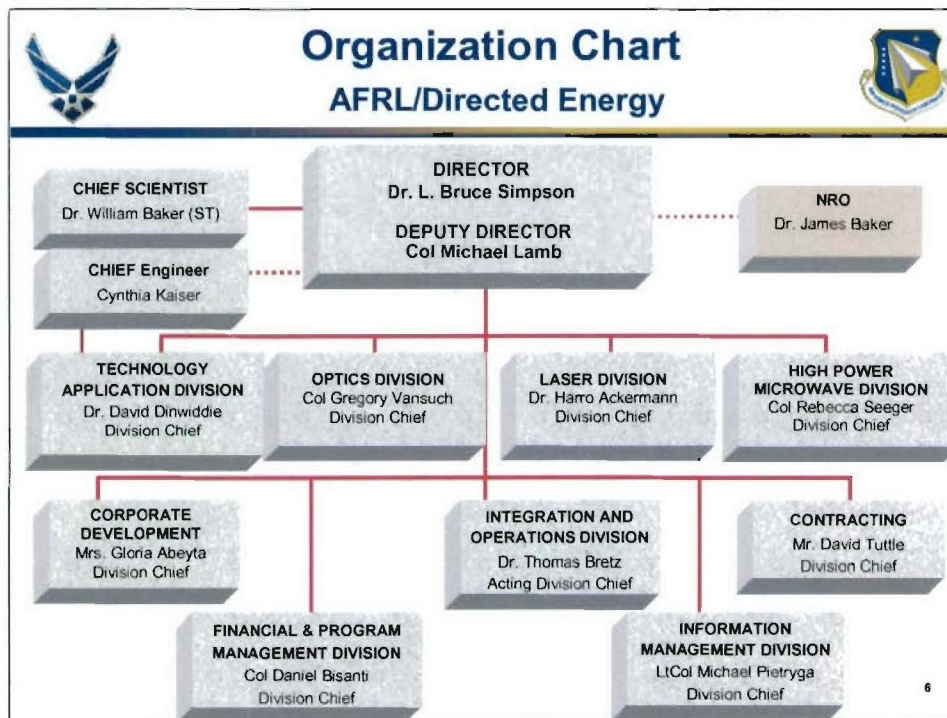 Organization Chart
AFRL/Directed Energy
CHIEF SCIENTIST
Dr. William Baker (ST)
DIRECTOR
Dr. L. Bruce Simpson
DEPUTY DIRECTOR
Col Michael Lamb
NRO
Dr. James Baker
CHIEF Engineer
Cynthia Kaiser
TECHNOLOGY
APPLICATION DIVISION
Dr. David Dinwiddie
Division Chief
OPTICS DIVISION
Col Gregory Vansuch
Division Chief
LASER DIVISION
Dr. Harro Ackermann
Division Chief
HIGH POWER
MICROWAVE DIVISION
Col Rebecca Seeger
Division Chief
CORPORATE
DEVELOPMENT
Mrs. Gloria Abeyta
Division Chief
INTEGRATION AND
OPERATIONS DIVISION
Dr. Thomas Bretz
Acting Division Chief
CONTRACTING
Mr. David Tuttle
Division Chief
FINANCIAL & PROGRAM
MANAGEMENT DIVISION
Col Daniel Bisanti
Division Chief
INFORMATION
MANAGEMENT DIVISION
LtCol Michael Pietryga
Division Chief
6